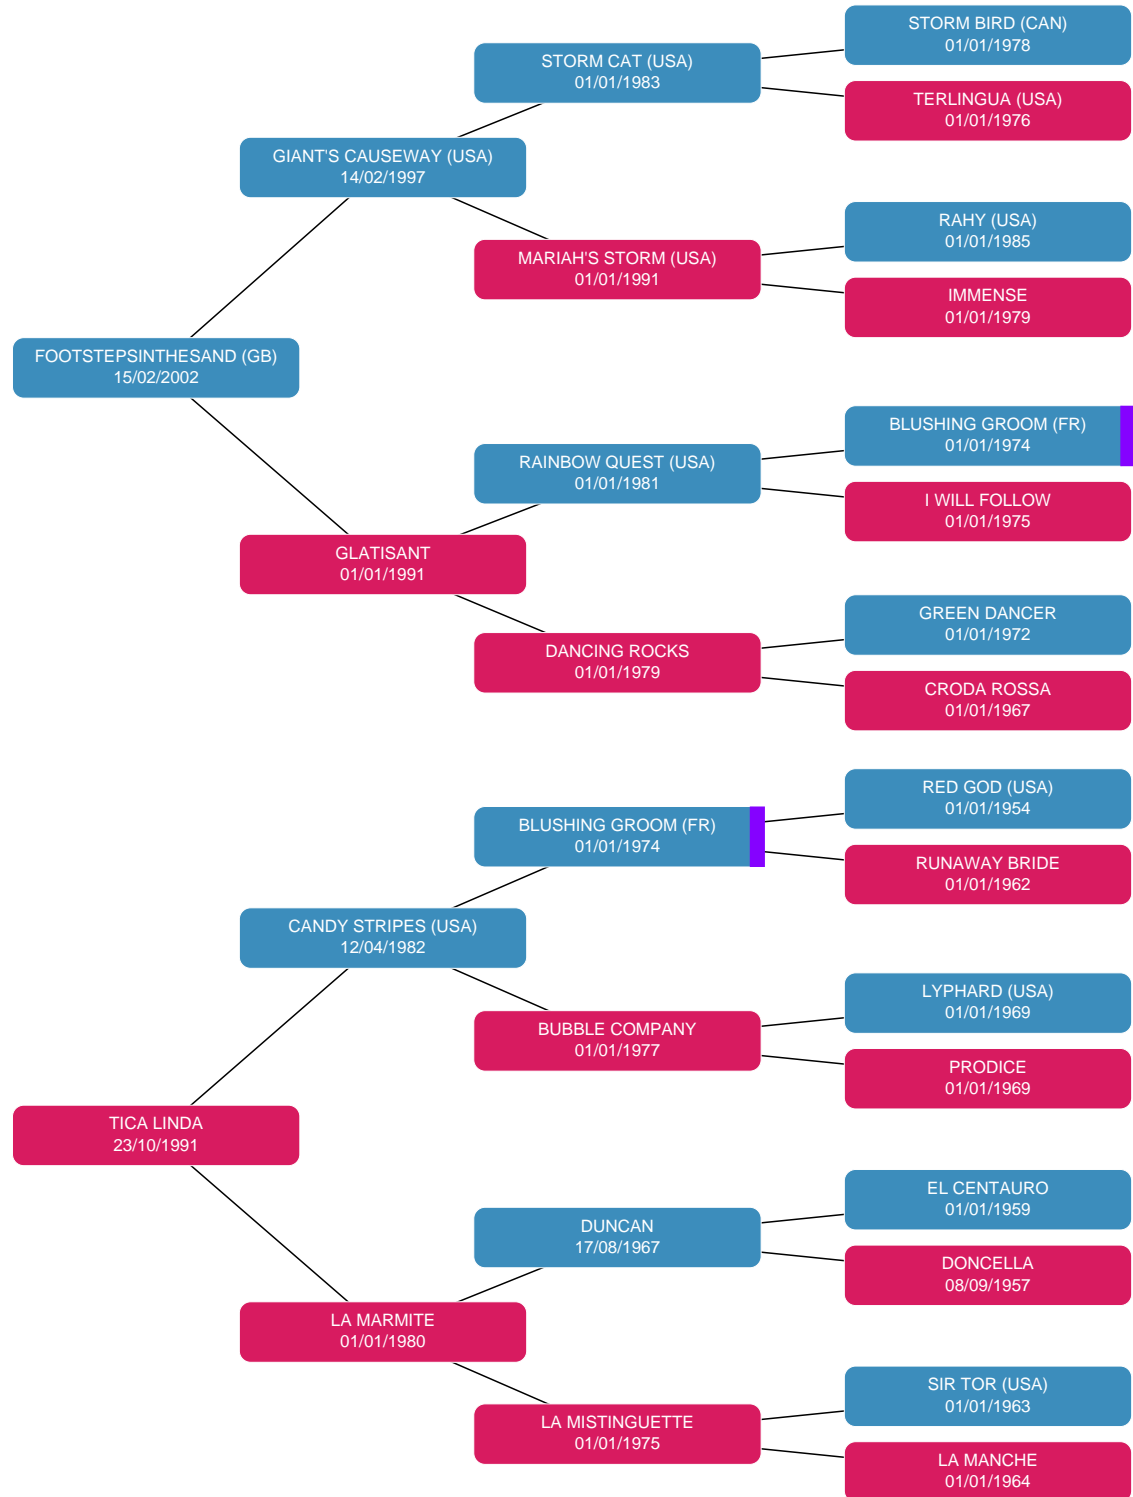 STORM BIRD (CAN)
01/01/1978
STORM CAT (USA)
01/01/1983
TERLINGUA (USA)
01/01/1976
GIANT'S CAUSEWAY (USA)
14/02/1997
RAHY (USA)
01/01/1985
MARIAH'S STORM (USA)
01/01/1991
IMMENSE
01/01/1979
FOOTSTEPSINTHESAND (GB)
15/02/2002
BLUSHING GROOM (FR)
01/01/1974
RAINBOW QUEST (USA)
01/01/1981
I WILL FOLLOW
01/01/1975
GLATISANT
01/01/1991
GREEN DANCER
01/01/1972
DANCING ROCKS
01/01/1979
CRODA ROSSA
01/01/1967
RED GOD (USA)
01/01/1954
BLUSHING GROOM (FR)
01/01/1974
RUNAWAY BRIDE
01/01/1962
CANDY STRIPES (USA)
12/04/1982
LYPHARD (USA)
01/01/1969
BUBBLE COMPANY
01/01/1977
PRODICE
01/01/1969
TICA LINDA
23/10/1991
EL CENTAURO
01/01/1959
DUNCAN
17/08/1967
DONCELLA
08/09/1957
LA MARMITE
01/01/1980
SIR TOR (USA)
01/01/1963
LA MISTINGUETTE
01/01/1975
LA MANCHE
01/01/1964